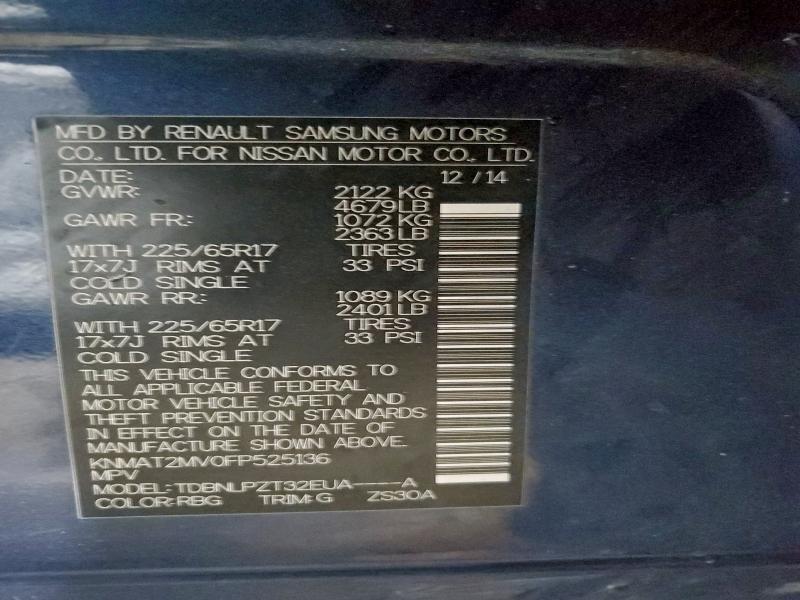 MFD BY RENAULT SAMSUNG MOTORS
CO., LTD. FOR NISSAN MOTOR CO., LTD.
DATE: 12 / 14
GVWR: 2122 KG
4679 LB
GAWR FR.: 1072 KG
2363 LB
WITH 225/65R17 TIRES
17x7J RIMS AT 33 PSI
COLD SINGLE
GAWR RR.: 1089 KG
2401 LB
WITH 225/65R17 TIRES
17x7J RIMS AT 33 PSI
COLD SINGLE
THIS VEHICLE CONFORMS TO
ALL APPLICABLE FEDERAL
MOTOR VEHICLE SAFETY AND
THEFT PREVENTION STANDARDS
IN EFFECT ON THE DATE OF
MANUFACTURE SHOWN ABOVE.
KNMAT2MV0FP525136
MPV
MODEL: TDBNLPZT32EUA----A
COLOR: RBG TRIM: G ZS30A